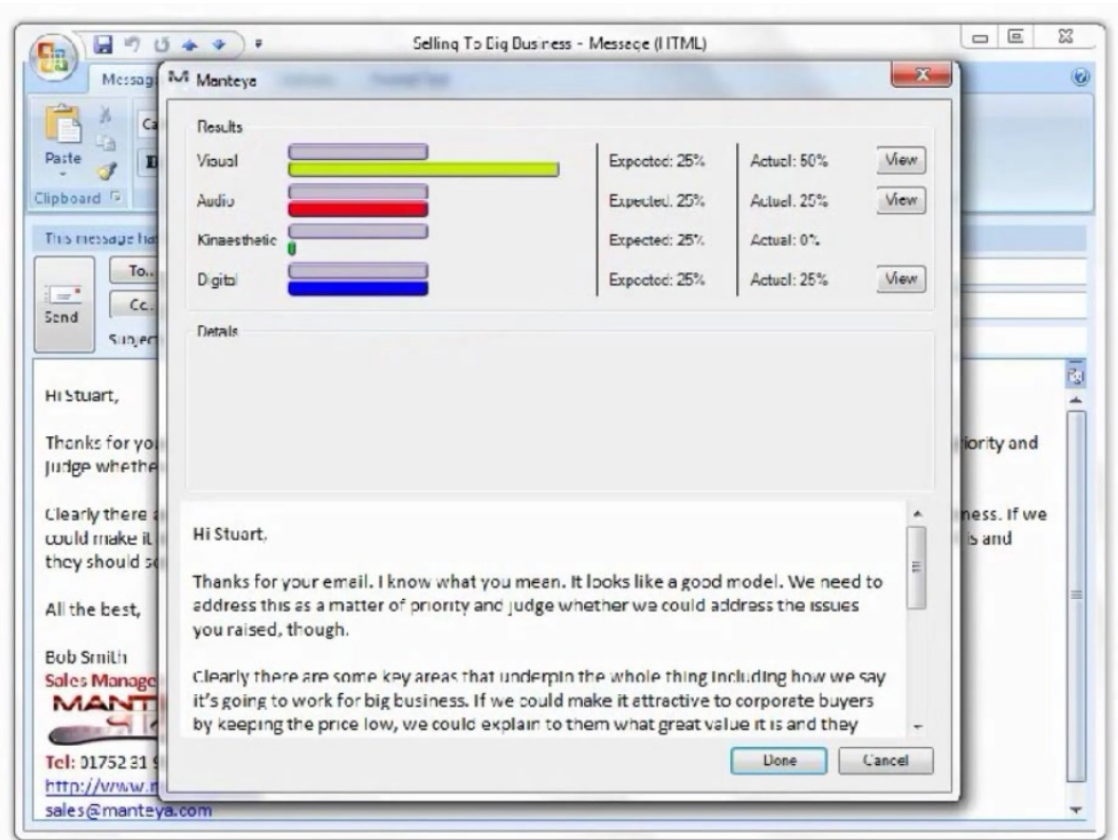 Selling To Big Business - Message (HTML)
Messag
Manteya
Paste
Clipboard
Results
Visual Expected: 25% Actual: 50% View
Audio Expected: 25% Actual: 25% View
Kinaesthetic Expected: 25% Actual: 0%
Digital Expected: 25% Actual: 25% View
Details
This message ha
To..
Cc..
Send
Subject
Hi Stuart,
Thanks for yo iority and
judge whethe
Clearly there ness. If we
could make it is and
they should s
All the best,
Bob Smith
Sales Manage
MANT
Tel: 01752 31 9
http://www.
sales@manteya.com
Hi Stuart,
Thanks for your email. I know what you mean. It looks like a good model. We need to
address this as a matter of priority and judge whether we could address the issues
you raised, though.
Clearly there are some key areas that underpin the whole thing including how we say
it's going to work for big business. If we could make it attractive to corporate buyers
by keeping the price low, we could explain to them what great value it is and they
Done Cancel